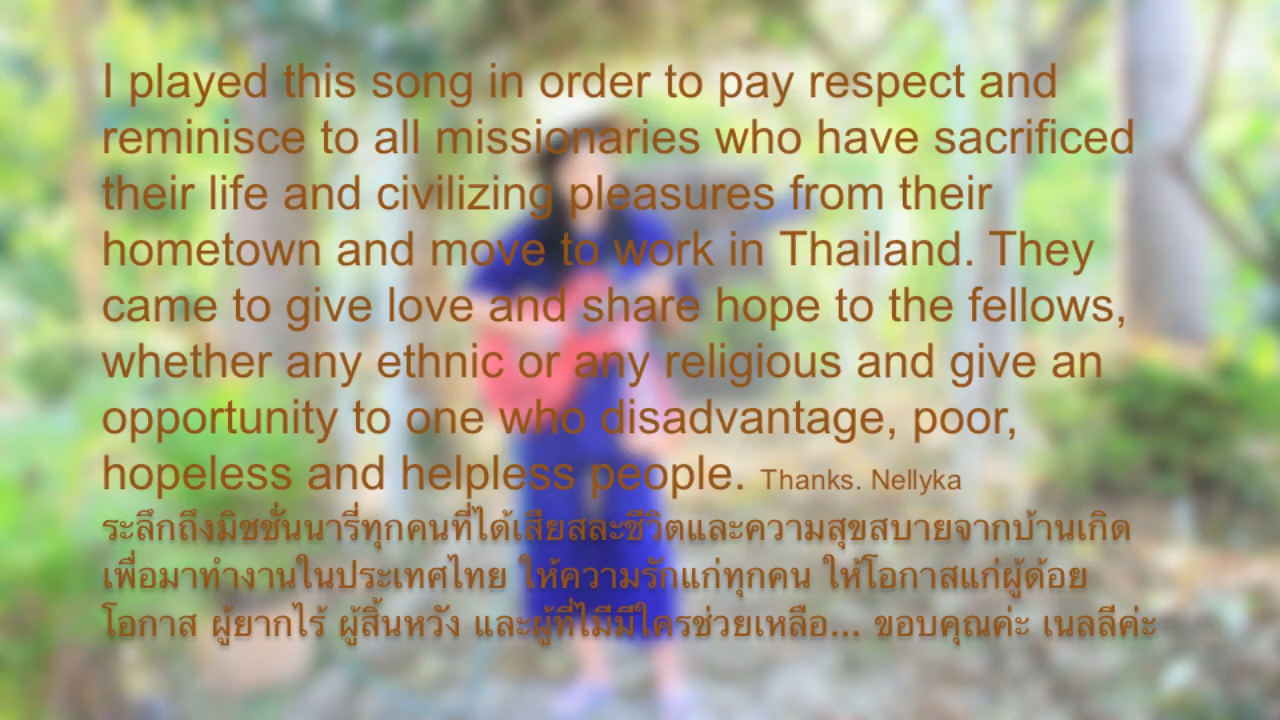 I played this song in order to pay respect and
reminisce to all missionaries who have sacrificed
their life and civilizing pleasures from their
hometown and move to work in Thailand. They
came to give love and share hope to the fellows,
whether any ethnic or any religious and give an
opportunity to one who disadvantage, poor,
hopeless and helpless people. Thanks. Nellyka
ระลึกถึงมิชชั่นนารี่ทุกคนที่ได้เสียสละชีวิตและความสุขสบายจากบ้านเกิด
เพื่อมาทำงานในประเทศไทย ให้ความรักแก่ทุกคน ให้โอกาสแก่ผู้ด้อย
โอกาส ผู้ยากไร้ ผู้สิ้นหวัง และผู้ที่ไม่มีใครช่วยเหลือ... ขอบคุณค่ะ เนลลีค่ะ